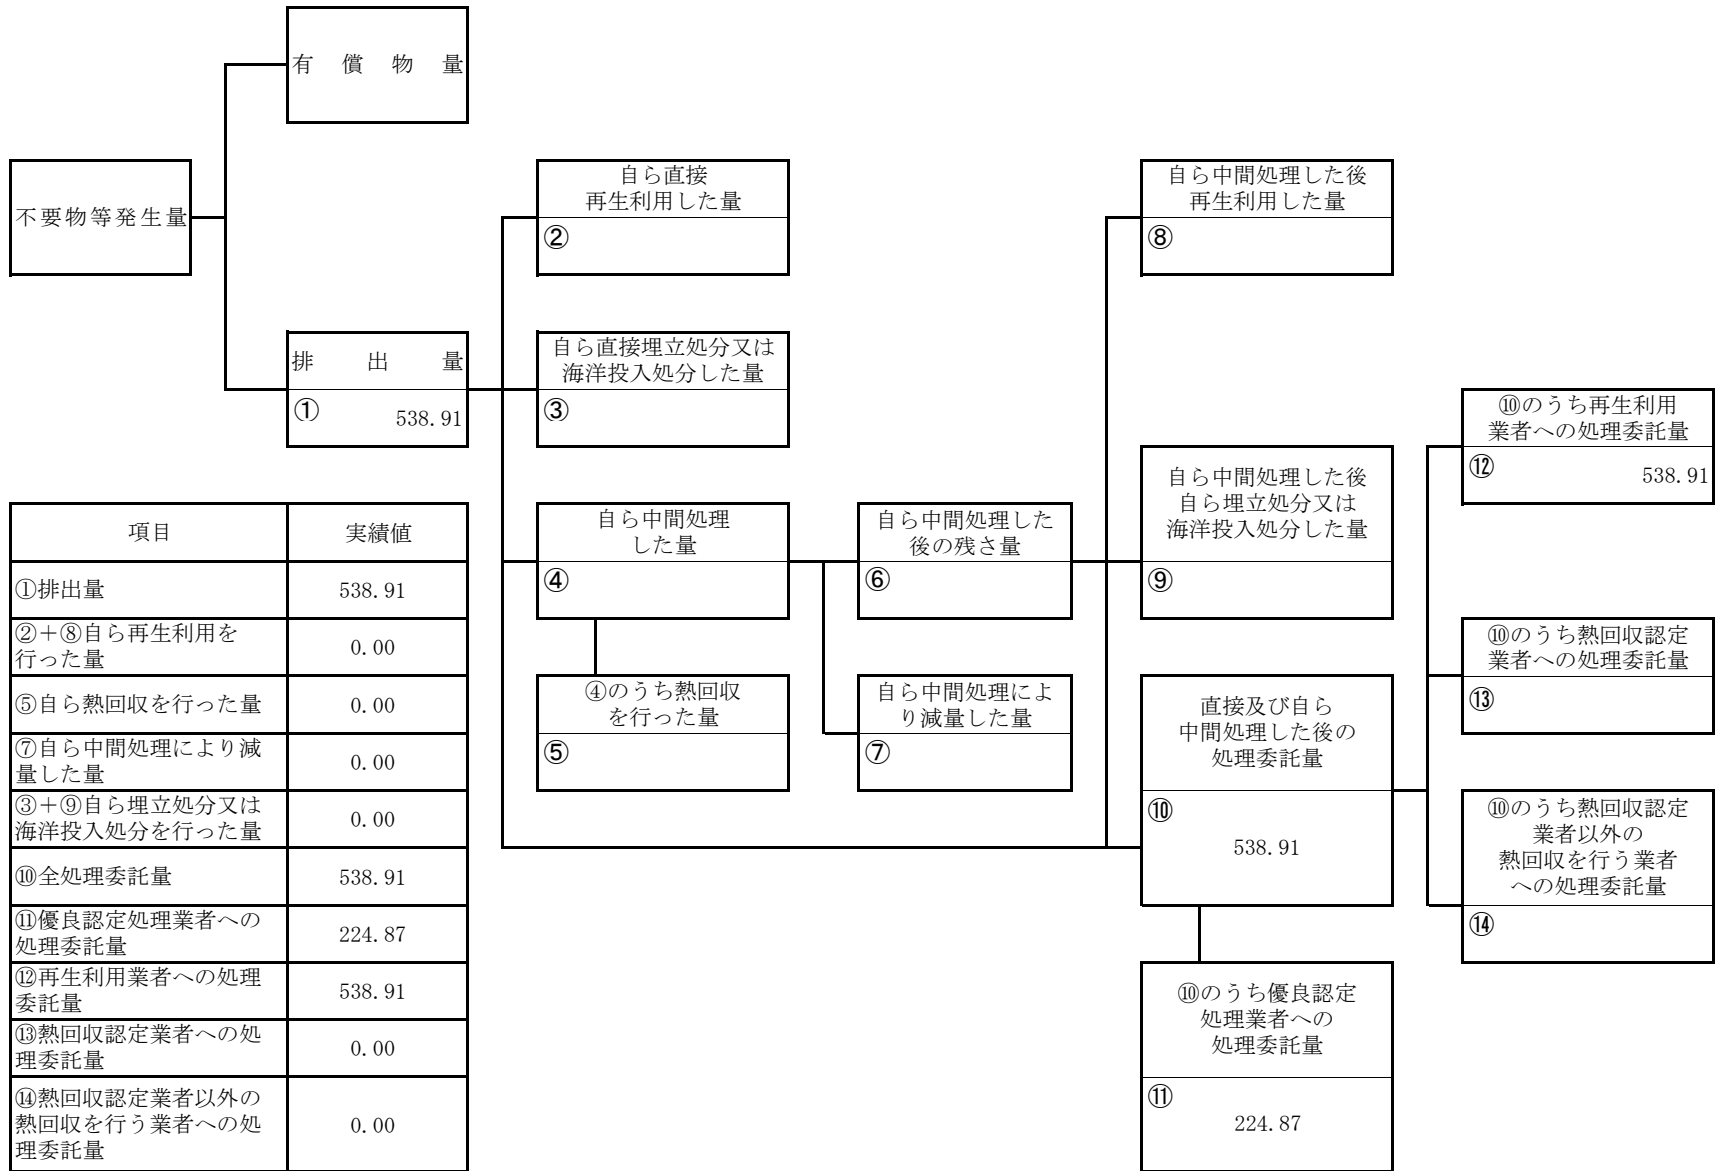 有償物量
不要物等発生量
排出量
① 538.91
自ら直接
再生利用した量
②
自ら直接埋立処分又は
海洋投入処分した量
③
自ら中間処理
した量
④
④のうち熱回収
を行った量
⑤
自ら中間処理した
後の残さ量
⑥
自ら中間処理によ
り減量した量
⑦
自ら中間処理した後
再生利用した量
⑧
自ら中間処理した後
自ら埋立処分又は
海洋投入処分した量
⑨
直接及び自ら
中間処理した後の
処理委託量
⑩
538.91
⑩のうち優良認定
処理業者への
処理委託量
⑪
224.87
⑩のうち再生利用
業者への処理委託量
⑫ 538.91
⑩のうち熱回収認定
業者への処理委託量
⑬
⑩のうち熱回収認定
業者以外の
熱回収を行う業者
への処理委託量
⑭
項目 実績値
①排出量 538.91
②+⑧自ら再生利用を
行った量 0.00
⑤自ら熱回収を行った量 0.00
⑦自ら中間処理により減
量した量 0.00
③+⑨自ら埋立処分又は
海洋投入処分を行った量 0.00
⑩全処理委託量 538.91
⑪優良認定処理業者への
処理委託量 224.87
⑫再生利用業者への処理
委託量 538.91
⑬熱回収認定業者への処
理委託量 0.00
⑭熱回収認定業者以外の
熱回収を行う業者への処
理委託量 0.00